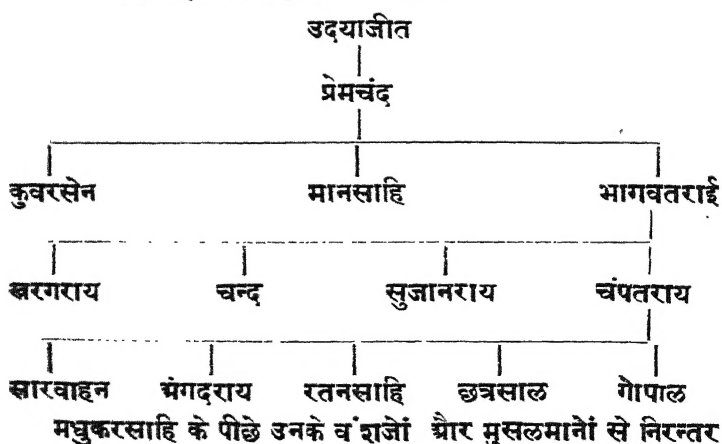 उदयाजीत
प्रेमचंद
कुवरसेन मानसाहि भागवतराई
खरगराय चन्द सुजानराय चंपतराय
सारवाहन अंगदराय रतनसाहि छत्रसाल गोपाल
मघुकरसाहि के पीछे उनके वंशजों और मुसलमानों से निरन्तर